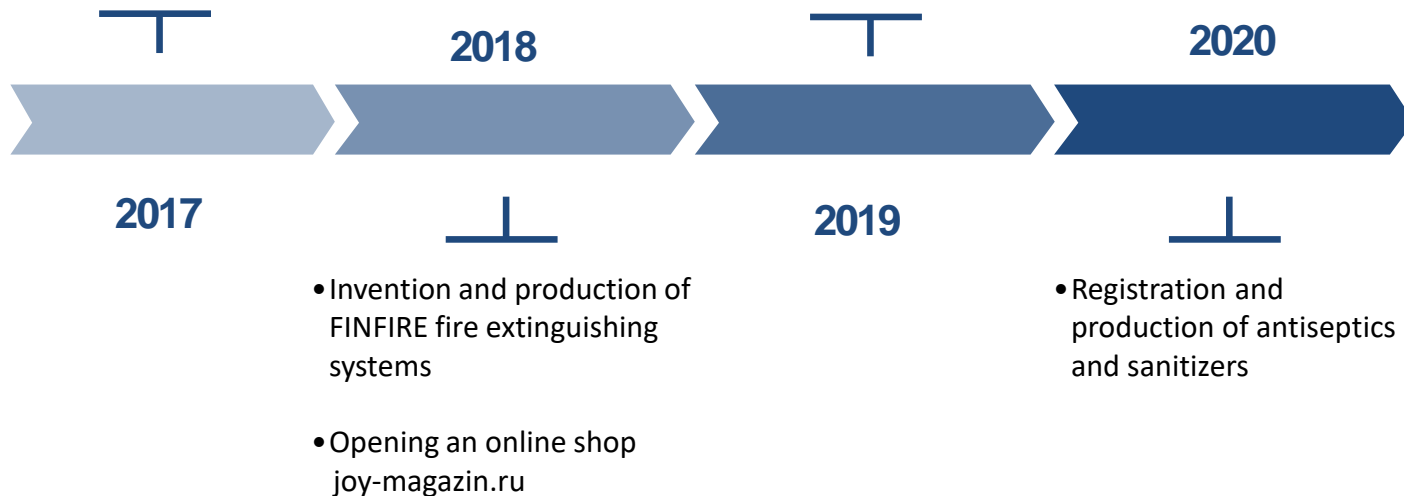 2018
2020
2017
2019
•Invention and production of
FINFIRE fire extinguishing
systems
•Opening an online shop
joy-magazin.ru
•Registration and
production of antiseptics
and sanitizers